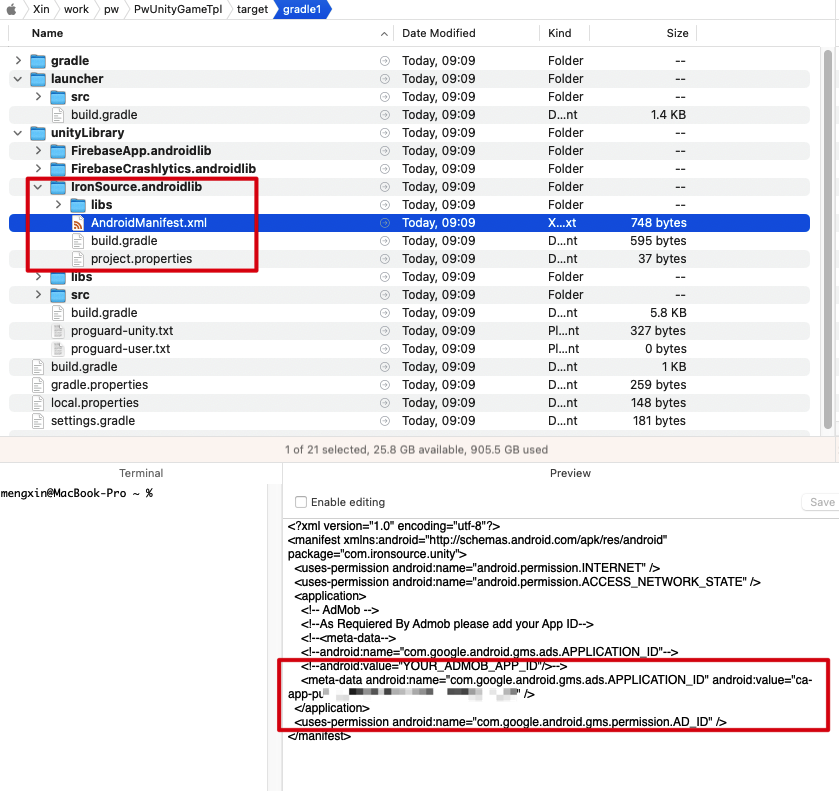 Xin work pw PwUnityGameTpl target gradle1
Name Date Modified Kind Size
gradle Today, 09:09 Folder --
launcher Today, 09:09 Folder --
src Today, 09:09 Folder --
build.gradle Today, 09:09 D...nt 1.4 KB
unityLibrary Today, 09:09 Folder --
FirebaseApp.androidlib Today, 09:09 Folder --
FirebaseCrashlytics.androidlib Today, 09:09 Folder --
IronSource.androidlib Today, 09:09 Folder --
libs Today, 09:09 Folder --
AndroidManifest.xml Today, 09:09 X...xt 748 bytes
build.gradle Today, 09:09 D...nt 595 bytes
project.properties Today, 09:09 D...nt 37 bytes
libs Today, 09:09 Folder --
src Today, 09:09 Folder --
build.gradle Today, 09:09 D...nt 5.8 KB
proguard-unity.txt Today, 09:09 Pl...nt 327 bytes
proguard-user.txt Today, 09:09 Pl...nt 0 bytes
build.gradle Today, 09:09 D...nt 1 KB
gradle.properties Today, 09:09 D...nt 259 bytes
local.properties Today, 09:09 D...nt 148 bytes
settings.gradle Today, 09:09 D...nt 181 bytes
1 of 21 selected, 25.8 GB available, 905.5 GB used
Terminal
mengxin@MacBook-Pro ~ %
Preview
Enable editing Save
<?xml version="1.0" encoding="utf-8"?>
<manifest xmlns:android="http://schemas.android.com/apk/res/android"
package="com.ironsource.unity">
<uses-permission android:name="android.permission.INTERNET" />
<uses-permission android:name="android.permission.ACCESS_NETWORK_STATE" />
<application>
<!-- AdMob -->
<!--As Requiered By Admob please add your App ID-->
<!--<meta-data-->
<!--android:name="com.google.android.gms.ads.APPLICATION_ID"-->
<!--android:value="YOUR_ADMOB_APP_ID"/>-->
<meta-data android:name="com.google.android.gms.ads.APPLICATION_ID" android:value="ca-
app-pu " />
</application>
<uses-permission android:name="com.google.android.gms.permission.AD_ID" />
</manifest>